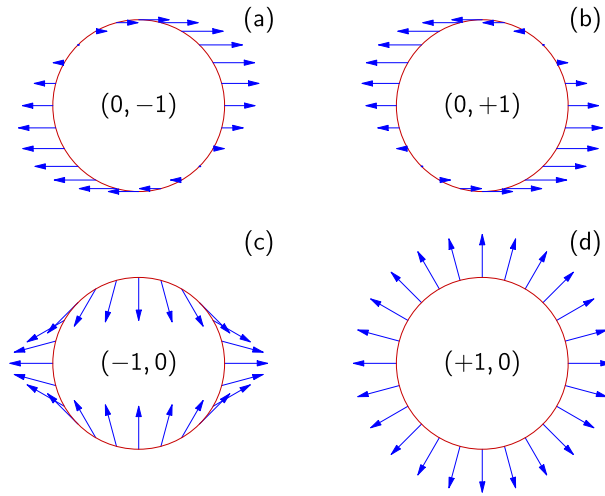 (a)
(0, −1)
(b)
(0, +1)
(c)
(−1, 0)
(d)
(+1, 0)